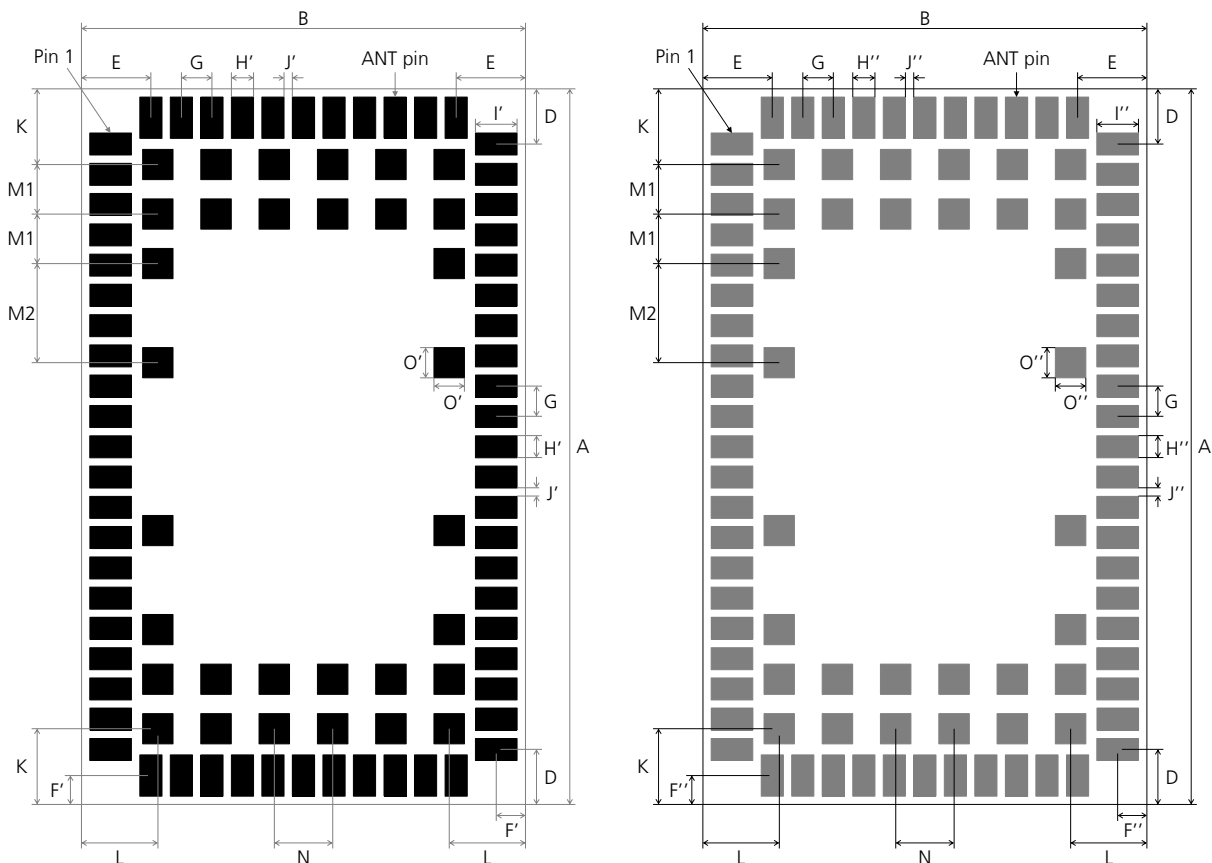 B
Pin 1
E
G
H’
J’
ANT pin
E
K
I’
D
M1
M1
M2
O’
O’
G
H’
A
J’
K
D
F’
F’
L
N
L
B
Pin 1
E
G
H’’
J’’
ANT pin
E
K
I’’
D
M1
M1
M2
O’’
O’’
G
H’’
A
J’’
K
D
F’’
F’’
L
N
L